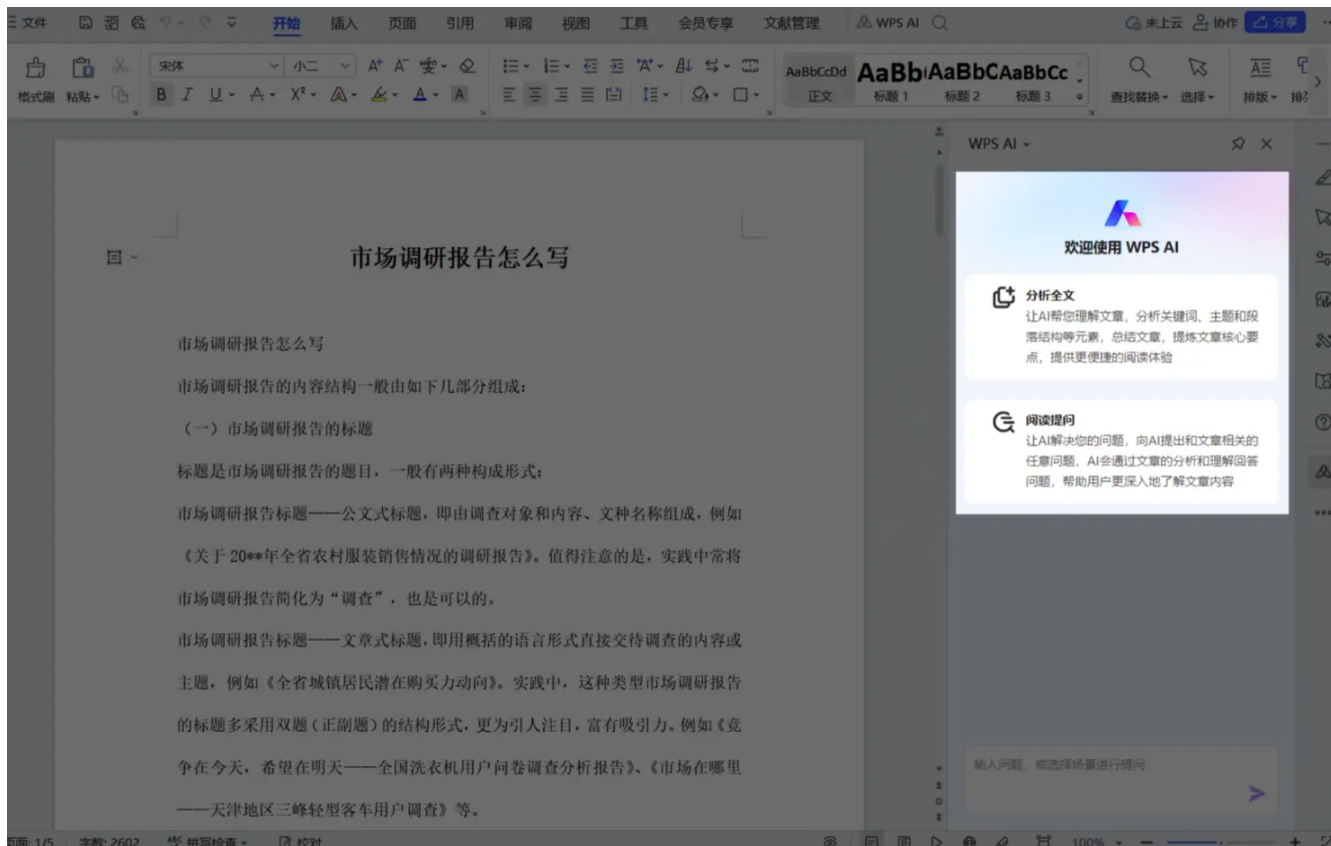 文件
开始 插入 页面 引用 审阅 视图 工具 会员专享 文献管理 WPS AI
未上云 协作 分享
格式刷 粘贴
宋体 小二
B I U A X² A A A
AaBbCcDd AaBb AaBbC AaBbCc
正文 标题 1 标题 2 标题 3
查找替换 选择 排版
WPS AI
欢迎使用 WPS AI
分析全文
让AI帮您理解文章，分析关键词、主题和段
落结构等元素，总结文章，提炼文章核心要
点，提供更便捷的阅读体验
阅读提问
让AI解决您的问题，向AI提出和文章相关的
任意问题，AI会通过文章的分析和理解回答
问题，帮助用户更深入地了解文章内容
输入问题，或选择场景进行提问
市场调研报告怎么写
市场调研报告怎么写
市场调研报告的内容结构一般由如下几部分组成：
（一）市场调研报告的标题
标题是市场调研报告的题目，一般有两种构成形式：
市场调研报告标题——公文式标题，即由调查对象和内容、文种名称组成，例如
《关于 20**年全省农村服装销售情况的调研报告》。值得注意的是，实践中常将
市场调研报告简化为“调查”，也是可以的。
市场调研报告标题——文章式标题，即用概括的语言形式直接交待调查的内容或
主题，例如《全省城镇居民潜在购买力动向》。实践中，这种类型市场调研报告
的标题多采用双题（正副题）的结构形式，更为引人注目，富有吸引力。例如《竞
争在今天，希望在明天——全国洗衣机用户问卷调查分析报告》、《市场在哪里
——天津地区三峰轻型客车用户调查》等。
页面: 1/5 字数: 2602 拼写检查 校对 100%